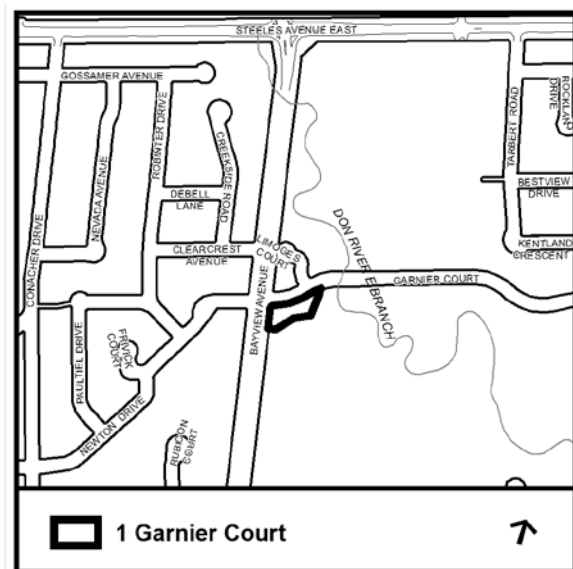 STEELES AVENUE EAST
GOSSAMER AVENUE
ROCKLAN
DRIVE
TARBERT ROAD
ROBINTER DRIVE
NEVADA AVENUE
CREEKSIDE ROAD
DEBELL
LANE
BESTVIEW
DRIVE
CONACHER DRIVE
CLEARCREST
AVENUE
LIMOGES
COURT
DON RIVER E BRANCH
KENTLAND
CRESCENT
GARNIER COURT
BAYVIEW AVENUE
PAULTIEL DRIVE
FRIVICK
COURT
NEWTON DRIVE
RUBICON
COURT
1 Garnier Court